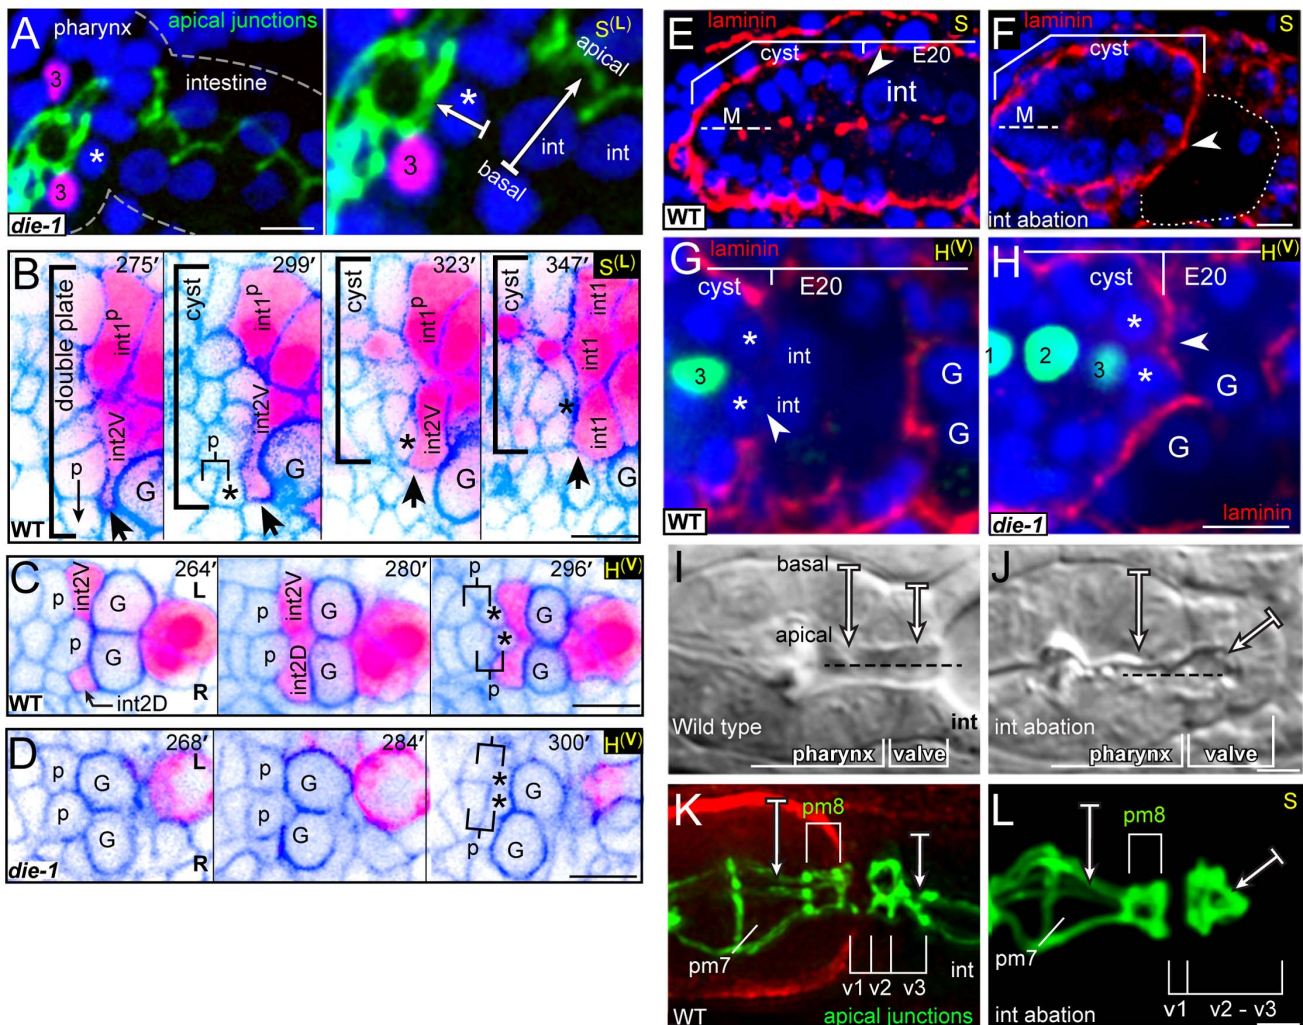 A
pharynx
apical junctions
intestine
3
*
3
die-1
S(L)
apical
*
3
int
int
basal
B
275′
299′
323′
347′
S(L)
double plate
cyst
cyst
cyst
int1p
int1p
int1p
int1
int2V
int2V
int2V
int1
p
p
*
*
*
G
G
G
G
WT
C
264′
280′
296′
H(V)
int2V
int2V
p
p
p
L
G
G
G
*
*
p
p
G
G
G
int2D
p
WT
int2D
R
D
268′
284′
300′
H(V)
L
p
p
G
G
G
*
*
p
p
G
G
G
p
R
die-1
E
laminin
S
cyst
E20
int
M
WT
F
laminin
S
cyst
M
int abation
G
laminin
H(V)
cyst
E20
*
int
3
*
int
G
G
WT
H
H(V)
cyst
E20
*
1
2
3
*
G
G
die-1
laminin
I
basal
apical
Wild type
int
pharynx
valve
J
int abation
pharynx
valve
K
pm8
pm7
int
v1
v2
v3
WT
apical junctions
L
S
pm8
pm7
v1
v2 - v3
int abation